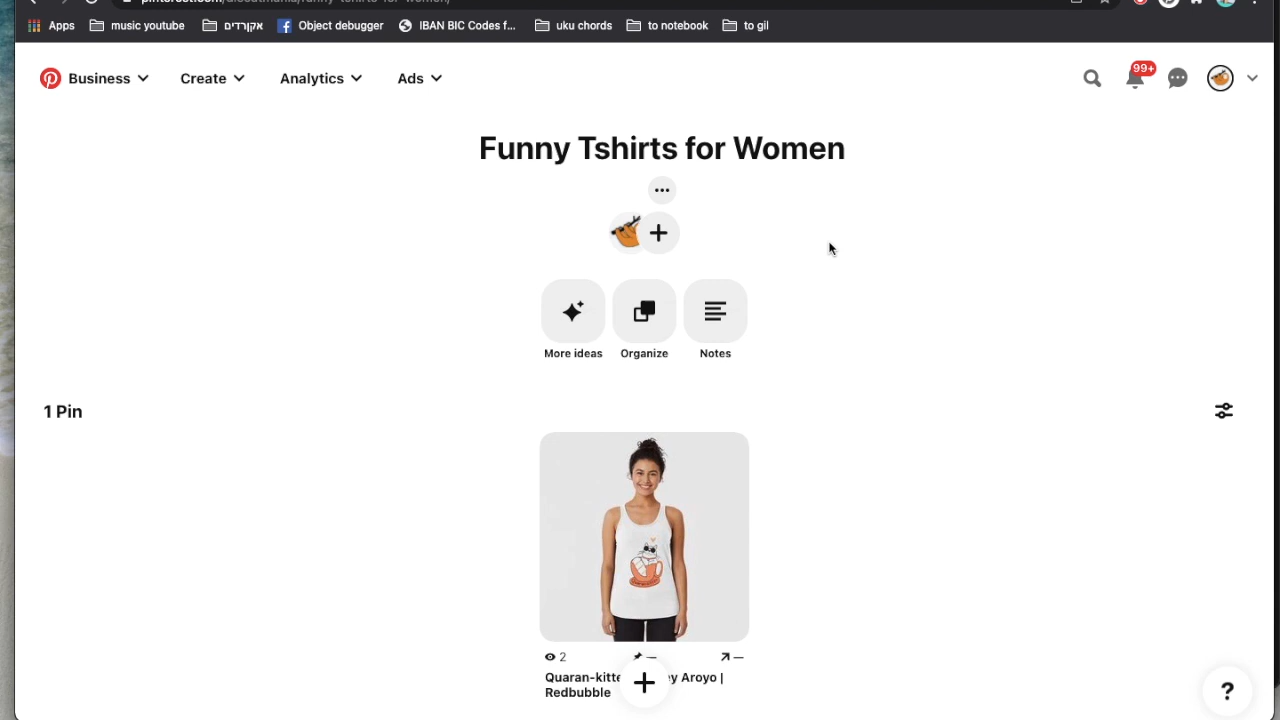 Apps music youtube אקורדים Object debugger IBAN BIC Codes f... uku chords to notebook to gil
Business Create Analytics Ads 99+
Funny Tshirts for Women
More ideas Organize Notes
1 Pin
2 — —
Quaran-kitte y Aroyo |
Redbubble
?